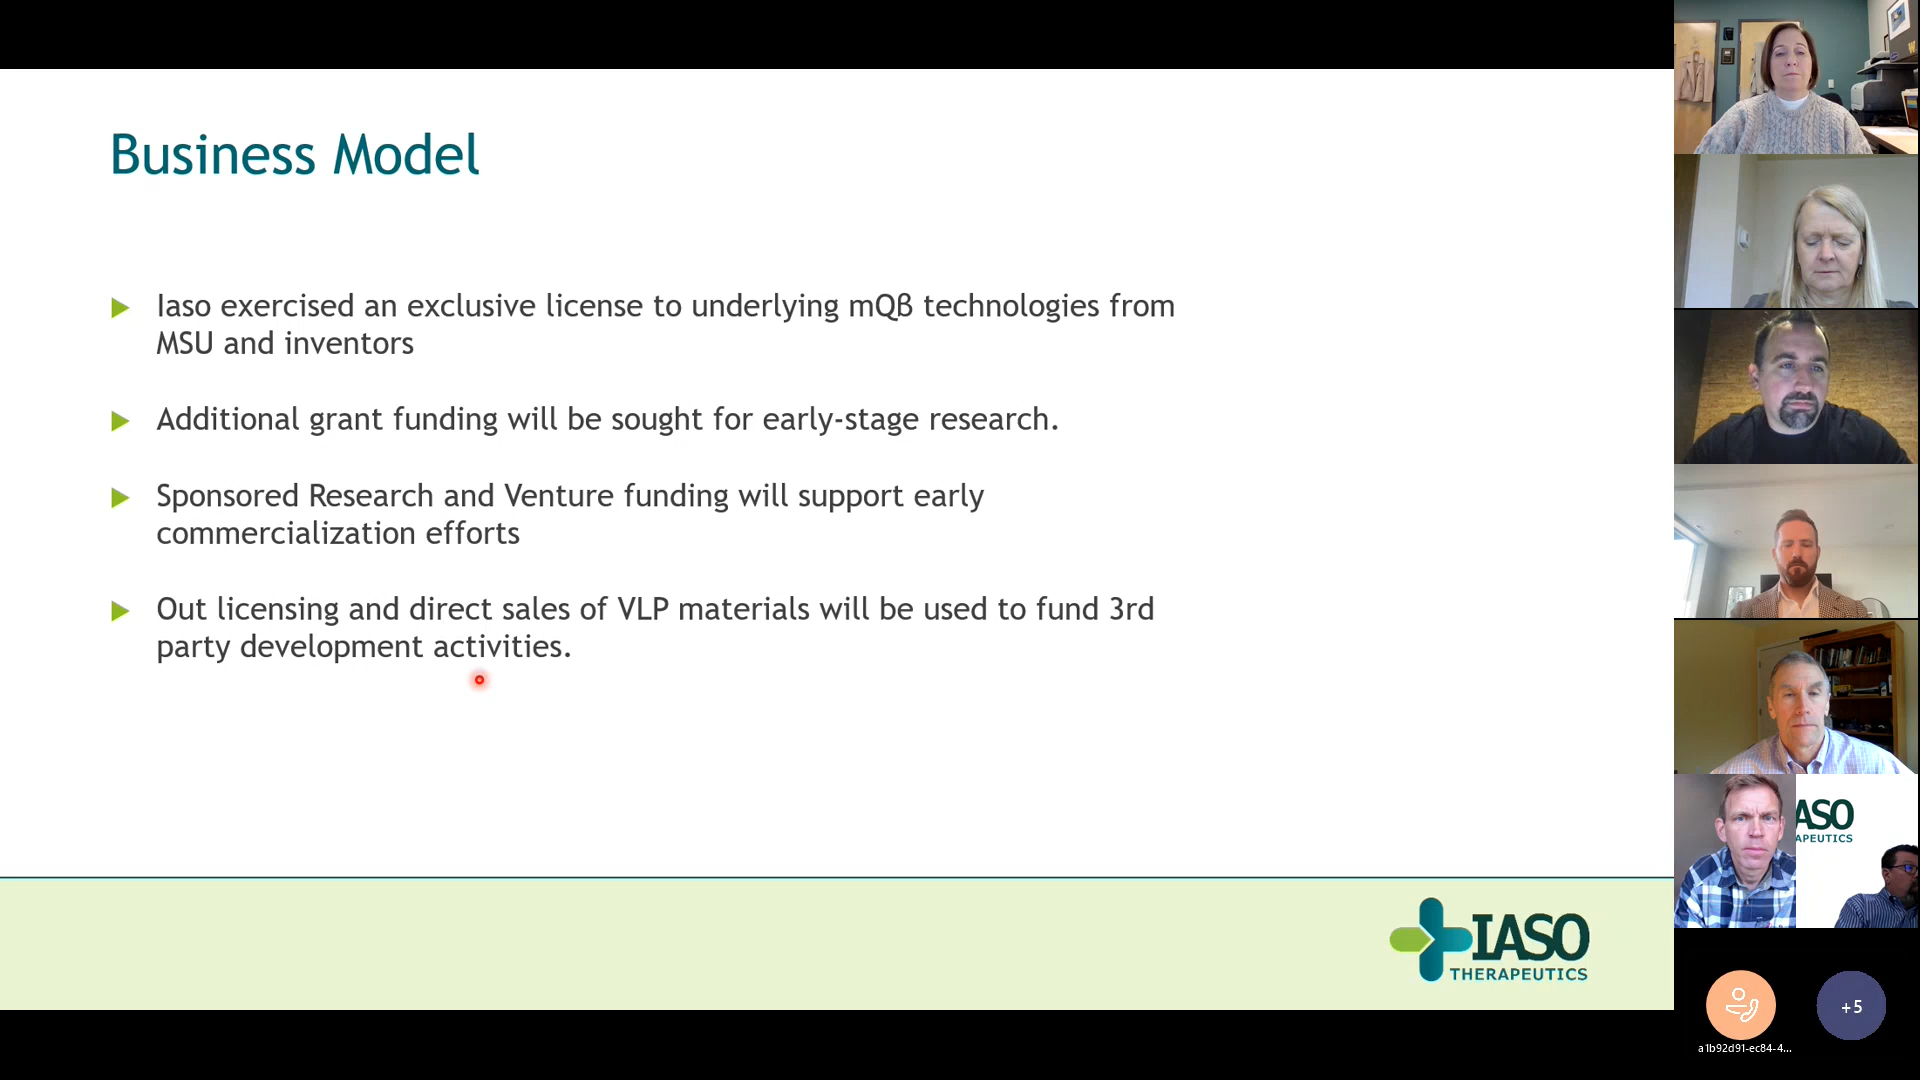 Business Model
Iaso exercised an exclusive license to underlying mQβ technologies from
MSU and inventors
Additional grant funding will be sought for early-stage research.
Sponsored Research and Venture funding will support early
commercialization efforts
Out licensing and direct sales of VLP materials will be used to fund 3rd
party development activities.
IASO
THERAPEUTICS
W
ASO
APEUTICS
+5
a1b92d91-ec84-4...